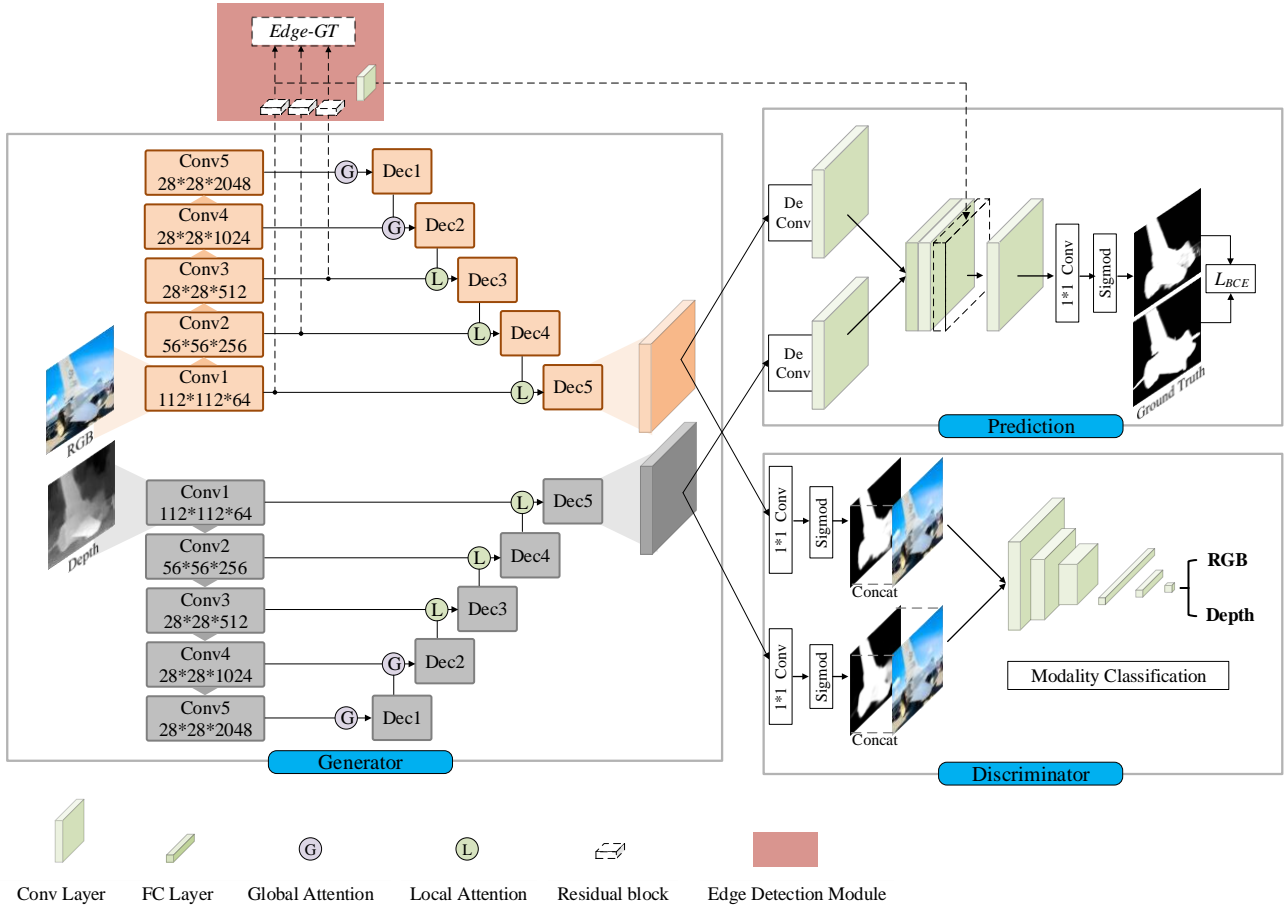 Edge-GT
Conv5
28*28*2048
G
Dec1
Conv4
28*28*1024
G
Dec2
Conv3
28*28*512
L
Dec3
Conv2
56*56*256
L
Dec4
Conv1
112*112*64
L
Dec5
RGB
Depth
Conv1
112*112*64
L
Dec5
Conv2
56*56*256
L
Dec4
Conv3
28*28*512
L
Dec3
Conv4
28*28*1024
G
Dec2
Conv5
28*28*2048
G
Dec1
Generator
De
Conv
De
Conv
1*1 Conv
Sigmod
LBCE
Ground Truth
Prediction
1*1 Conv
Sigmod
Concat
1*1 Conv
Sigmod
Concat
RGB
Depth
Modality Classification
Discriminator
G
L
Conv Layer
FC Layer
Global Attention
Local Attention
Residual block
Edge Detection Module